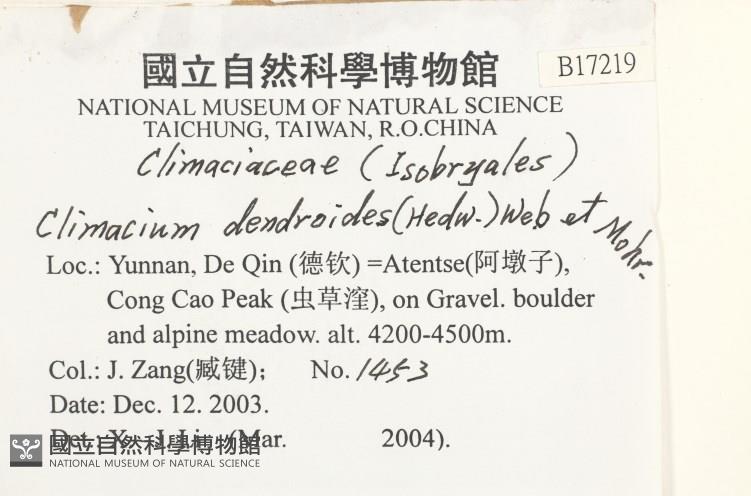 國立自然科學博物館
B17219
NATIONAL MUSEUM OF NATURAL SCIENCE
TAICHUNG, TAIWAN, R.O.CHINA
Climaciaceae (Isobryales)
Climacium dendroides (Hedw.) Web et Mohr.
Loc.: Yunnan, De Qin (德钦) =Atentse(阿墩子),
Cong Cao Peak (虫草), on Gravel. boulder
and alpine meadow. alt. 4200-4500m.
Col.: J. Zang(臧键); No. 1453
Date: Dec. 12. 2003.
Det.: X.-J. Li (Mar. 2004).
國立自然科學博物館
NATIONAL MUSEUM OF NATURAL SCIENCE